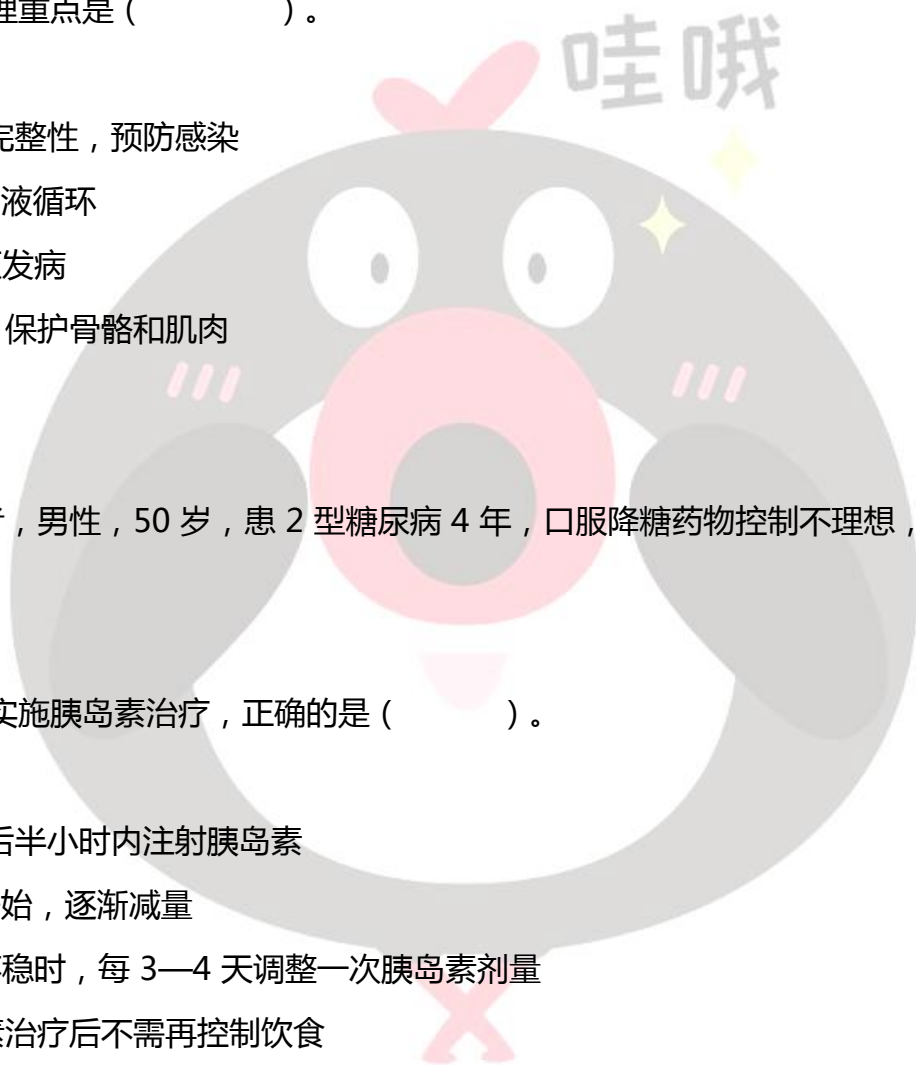 理重点是（ ）。
哇哦
完整性，预防感染
液循环
发病
保护骨骼和肌肉
，男性，50 岁，患 2 型糖尿病 4 年，口服降糖药物控制不理想，
实施胰岛素治疗，正确的是（ ）。
后半小时内注射胰岛素
始，逐渐减量
稳时，每 3—4 天调整一次胰岛素剂量
素治疗后不需再控制饮食